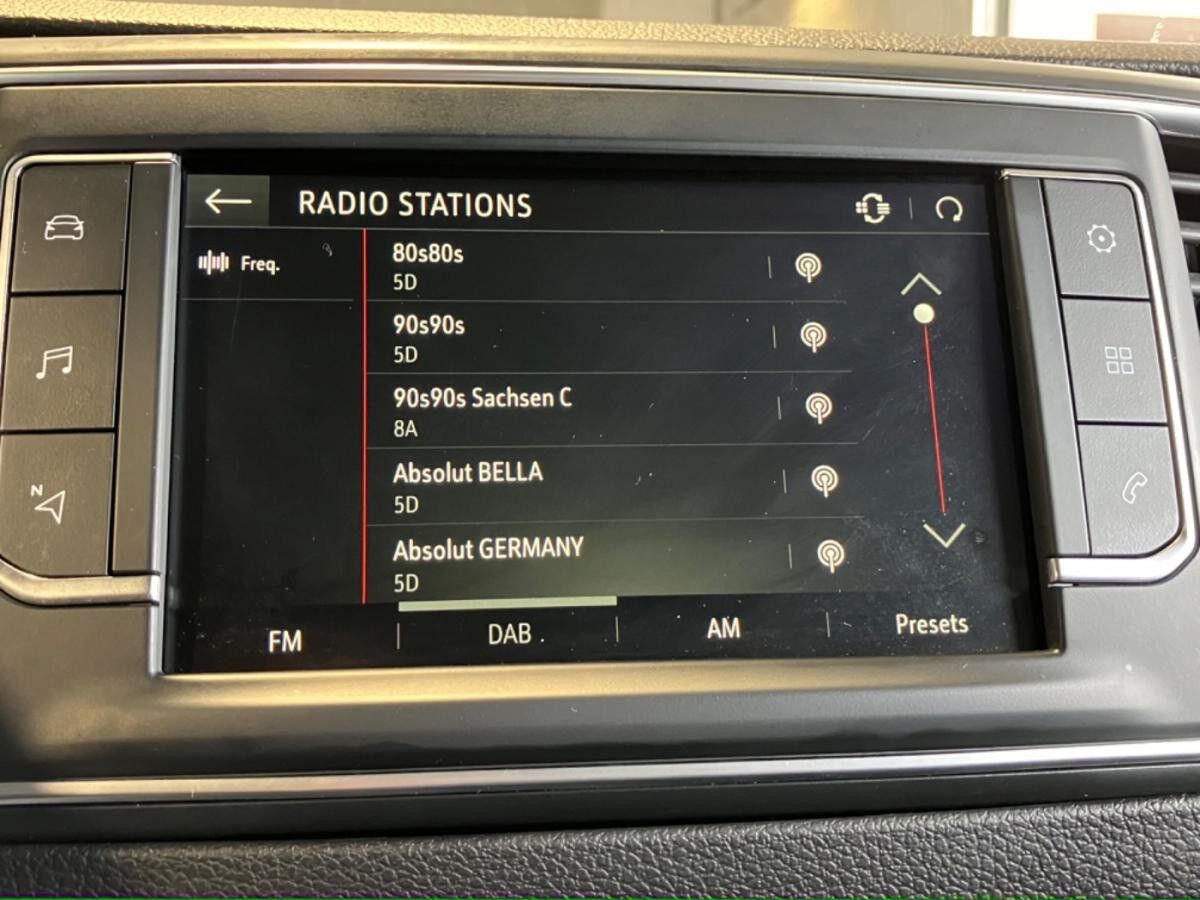 RADIO STATIONS
Freq.
80s80s
5D
90s90s
5D
90s90s Sachsen C
8A
Absolut BELLA
5D
Absolut GERMANY
5D
FM
DAB
AM
Presets
N